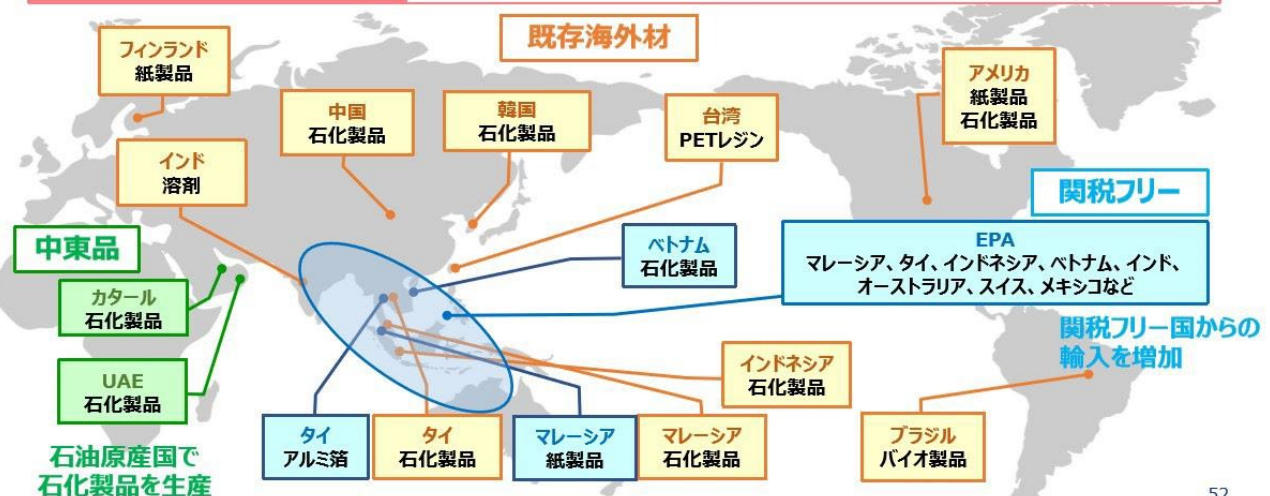 既存海外材
フィンランド
紙製品
中国
石化製品
韓国
石化製品
台湾
PETレジン
アメリカ
紙製品
石化製品
インド
溶剤
関税フリー
中東品
カタール
石化製品
UAE
石化製品
石油原産国で
石化製品を生産
ベトナム
石化製品
EPA
マレーシア、タイ、インドネシア、ベトナム、インド、
オーストラリア、スイス、メキシコなど
関税フリー国からの
輸入を増加
インドネシア
石化製品
タイ
アルミ箔
タイ
石化製品
マレーシア
紙製品
マレーシア
石化製品
ブラジル
バイオ製品
52